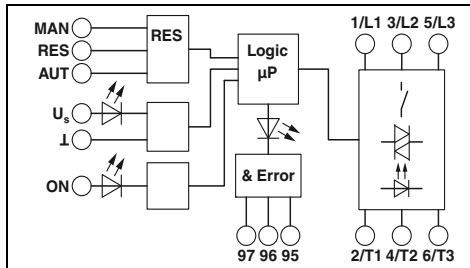 MAN
RES
AUT
RES
Us
⊥
ON
Logic
µP
& Error
97 96 95
1/L1 3/L2 5/L3
2/T1 4/T2 6/T3